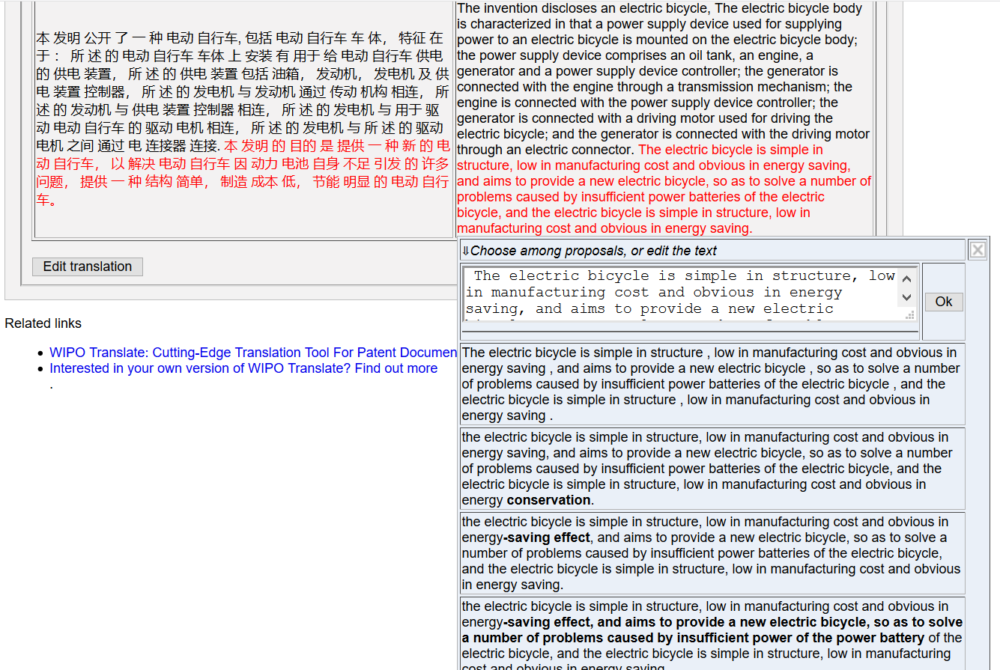 本 发明 公开 了 一 种 电动 自行车, 包括 电动 自行车 车 体， 特征 在
于： 所 述 的 电动 自行车 车体 上 安装 有 用于 给 电动 自行车 供电
的 供电 装置， 所 述 的 供电 装置 包括 油箱， 发动机， 发电机 及 供
电 装置 控制器， 所 述 的 发电机 与 发动机 通过 传动 机构 相连， 所
述 的 发动机 与 供电 装置 控制器 相连， 所 述 的 发电机 与 用于 驱
动 电动 自行车 的 驱动 电机 相连， 所 述 的 发电机 与 所 述 的 驱动
电机 之间 通过 电 连接器 连接. 本 发明 的 目的 是 提供 一 种 新 的 电
动 自行车， 以 解决 电动 自行车 因 动力 电池 自身 不足 引发 的 许多
问题， 提供 一 种 结构 简单， 制造 成本 低， 节能 明显 的 电动 自行
车。
The invention discloses an electric bicycle, The electric bicycle body
is characterized in that a power supply device used for supplying
power to an electric bicycle is mounted on the electric bicycle body;
the power supply device comprises an oil tank, an engine, a
generator and a power supply device controller; the generator is
connected with the engine through a transmission mechanism; the
engine is connected with the power supply device controller; the
generator is connected with a driving motor used for driving the
electric bicycle; and the generator is connected with the driving motor
through an electric connector. The electric bicycle is simple in
structure, low in manufacturing cost and obvious in energy saving,
and aims to provide a new electric bicycle, so as to solve a number of
problems caused by insufficient power batteries of the electric
bicycle, and the electric bicycle is simple in structure, low in
manufacturing cost and obvious in energy saving.
Edit translation
Related links
WIPO Translate: Cutting-Edge Translation Tool For Patent Documen
Interested in your own version of WIPO Translate? Find out more
.
⇓Choose among proposals, or edit the text
The electric bicycle is simple in structure, low
in manufacturing cost and obvious in energy
saving, and aims to provide a new electric
Ok
The electric bicycle is simple in structure , low in manufacturing cost and obvious in
energy saving , and aims to provide a new electric bicycle , so as to solve a number
of problems caused by insufficient power batteries of the electric bicycle , and the
electric bicycle is simple in structure , low in manufacturing cost and obvious in
energy saving .
the electric bicycle is simple in structure, low in manufacturing cost and obvious in
energy saving, and aims to provide a new electric bicycle, so as to solve a number
of problems caused by insufficient power batteries of the electric bicycle, and the
electric bicycle is simple in structure, low in manufacturing cost and obvious in
energy conservation.
the electric bicycle is simple in structure, low in manufacturing cost and obvious in
energy-saving effect, and aims to provide a new electric bicycle, so as to solve a
number of problems caused by insufficient power batteries of the electric bicycle,
and the electric bicycle is simple in structure, low in manufacturing cost and obvious
in energy saving.
the electric bicycle is simple in structure, low in manufacturing cost and obvious in
energy-saving effect, and aims to provide a new electric bicycle, so as to solve
a number of problems caused by insufficient power of the power battery of the
electric bicycle, and the electric bicycle is simple in structure, low in manufacturing
cost and obvious in energy saving.